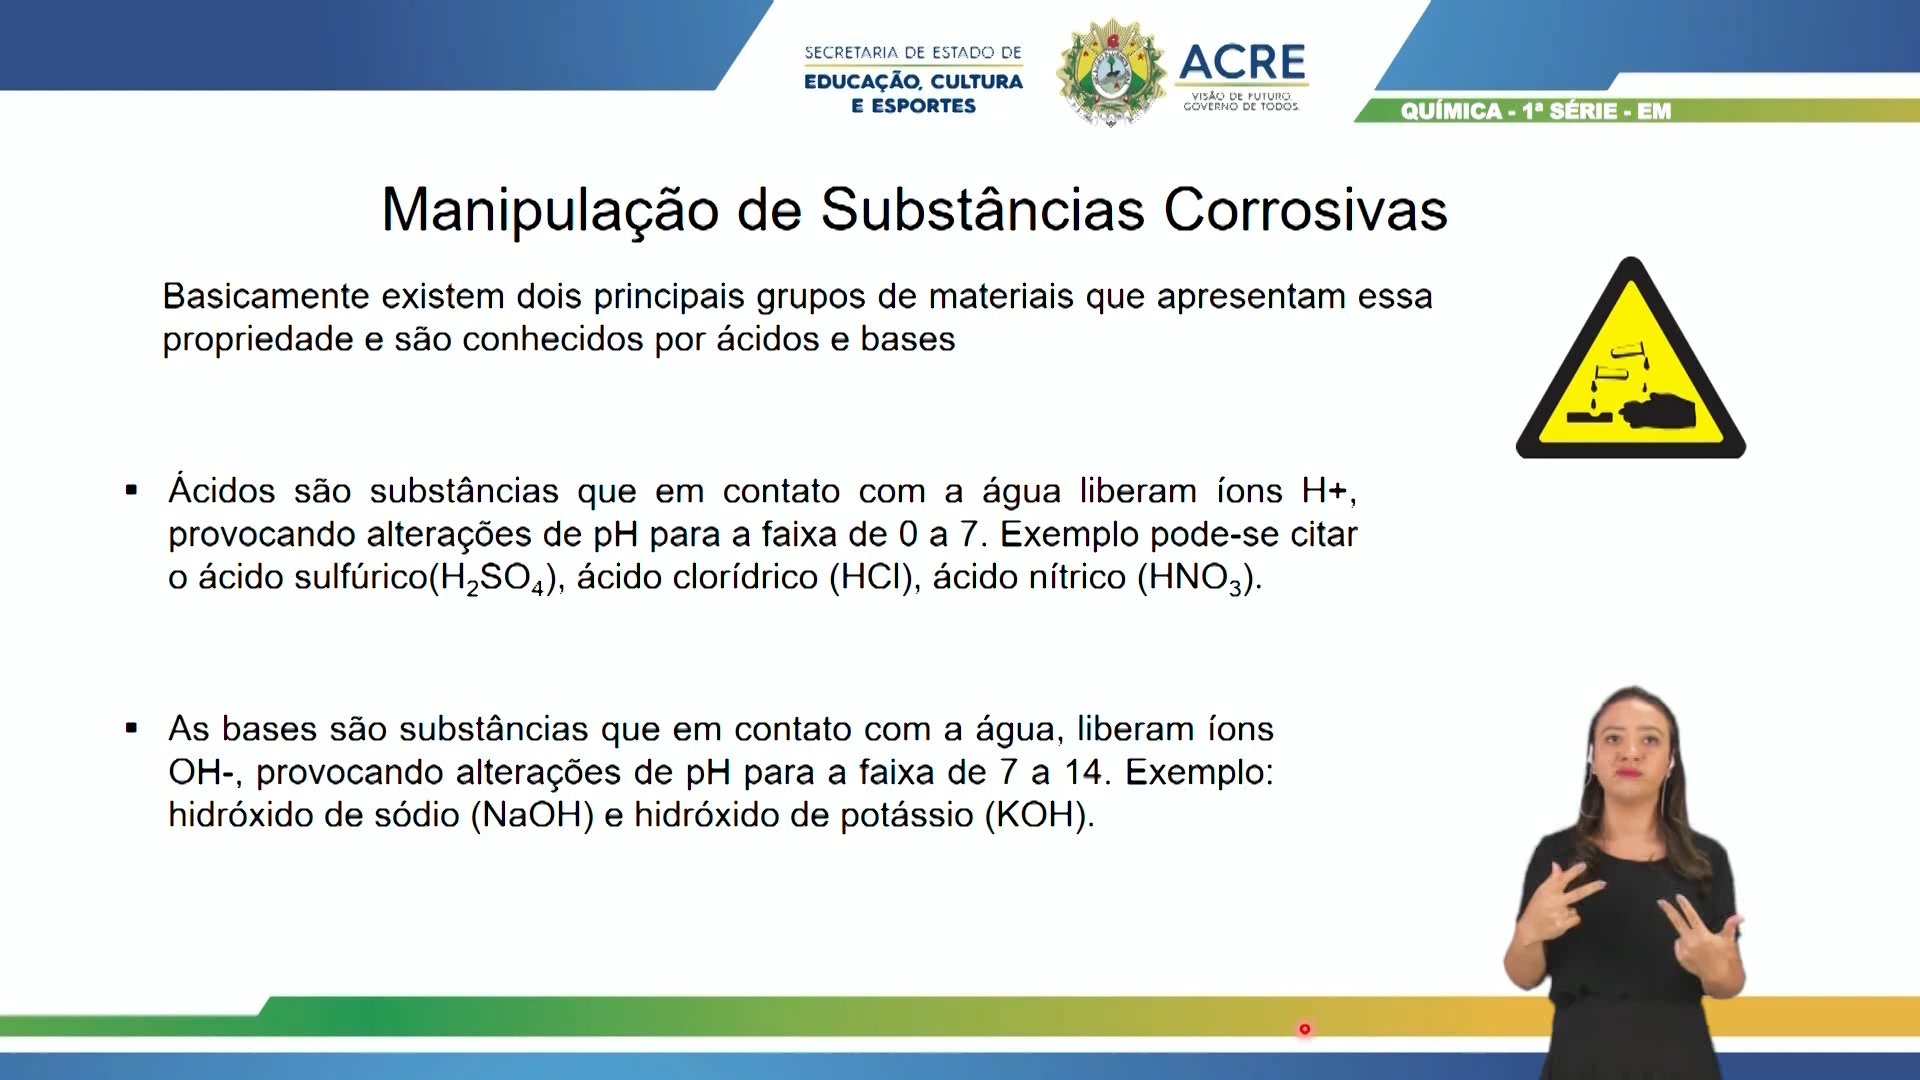 SECRETARIA DE ESTADO DE
EDUCAÇÃO, CULTURA
E ESPORTES
ACRE
VISÃO DE FUTURO.
GOVERNO DE TODOS.
QUÍMICA - 1ª SÉRIE - EM
Manipulação de Substâncias Corrosivas
Basicamente existem dois principais grupos de materiais que apresentam essa
propriedade e são conhecidos por ácidos e bases
▪ Ácidos são substâncias que em contato com a água liberam íons H+,
provocando alterações de pH para a faixa de 0 a 7. Exemplo pode-se citar
o ácido sulfúrico(H₂SO₄), ácido clorídrico (HCl), ácido nítrico (HNO₃).
▪ As bases são substâncias que em contato com a água, liberam íons
OH-, provocando alterações de pH para a faixa de 7 a 14. Exemplo:
hidróxido de sódio (NaOH) e hidróxido de potássio (KOH).